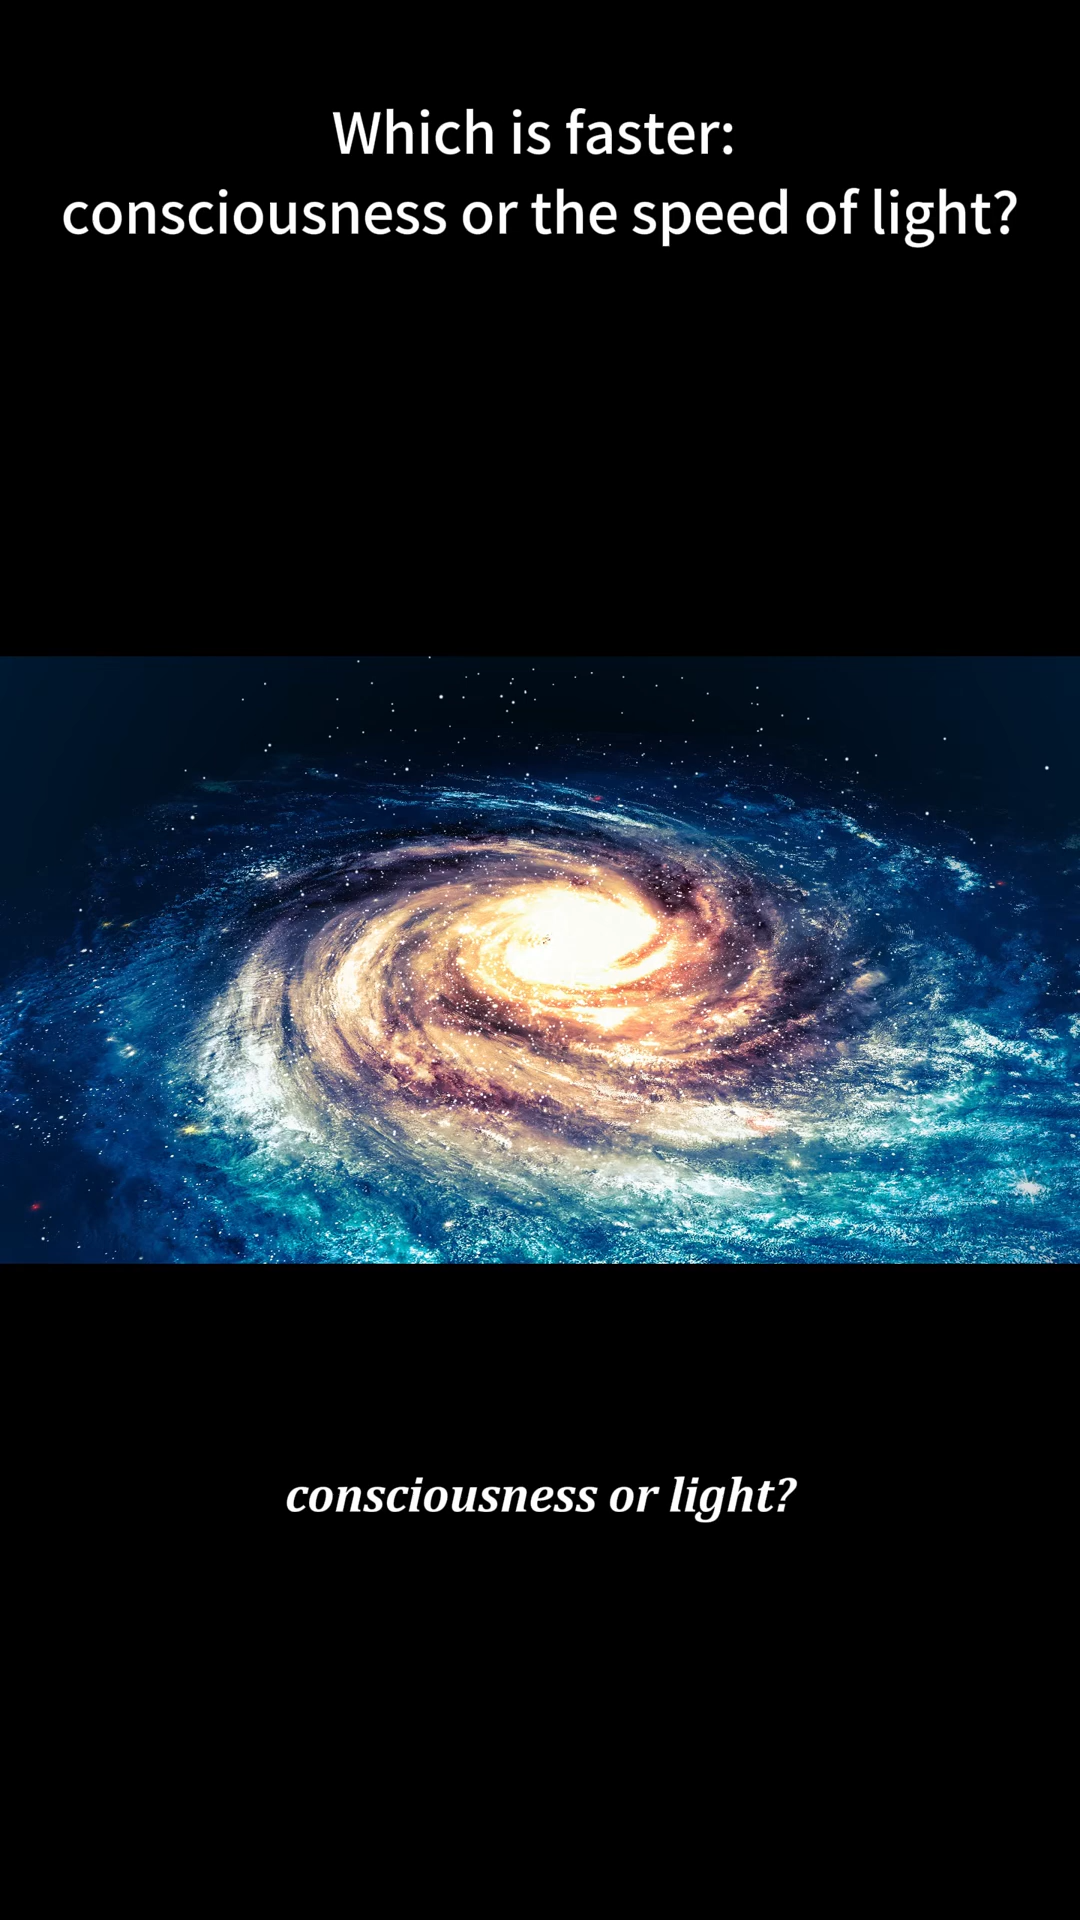 Which is faster:
consciousness or the speed of light?
consciousness or light?